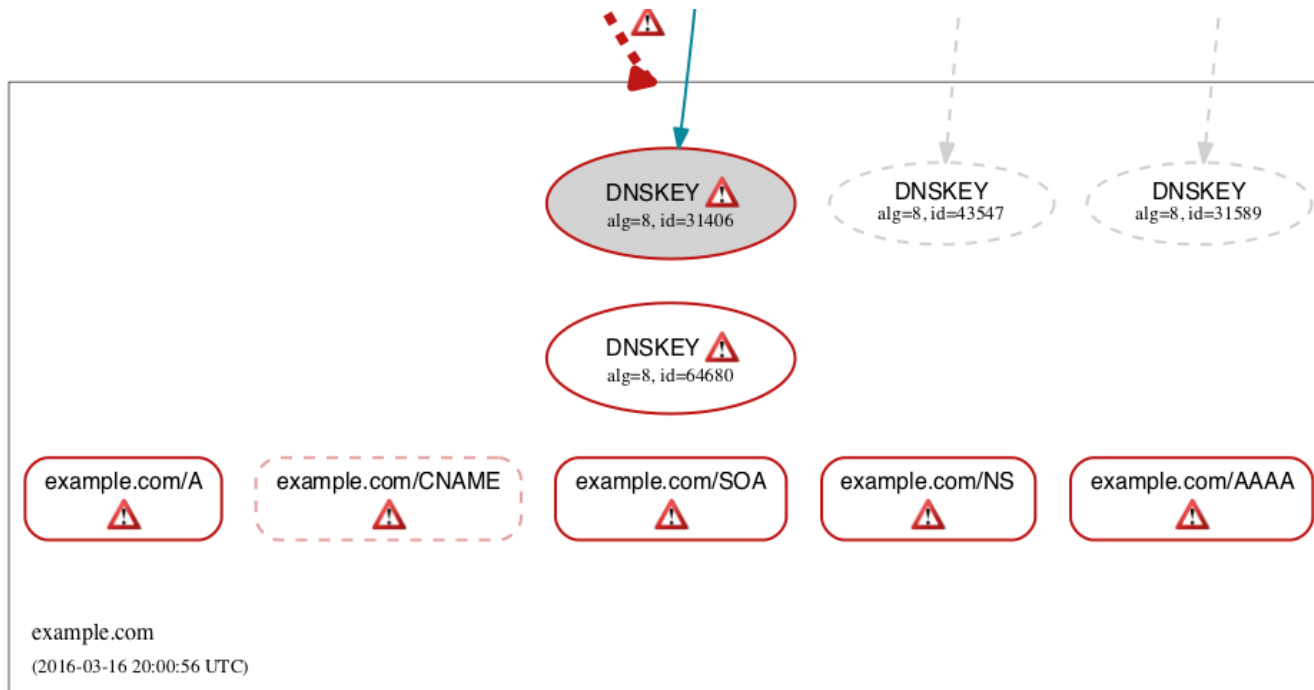 DNSKEY
alg=8, id=31406
DNSKEY
alg=8, id=43547
DNSKEY
alg=8, id=31589
DNSKEY
alg=8, id=64680
example.com/A
example.com/CNAME
example.com/SOA
example.com/NS
example.com/AAAA
example.com
(2016-03-16 20:00:56 UTC)